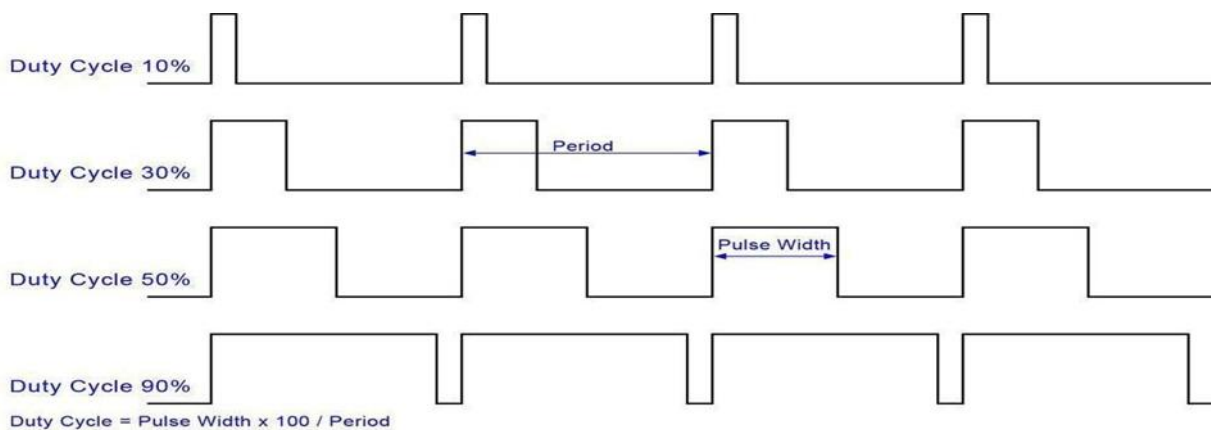 Duty Cycle 10%
Period
Duty Cycle 30%
Pulse Width
Duty Cycle 50%
Duty Cycle 90%
Duty Cycle = Pulse Width x 100 / Period